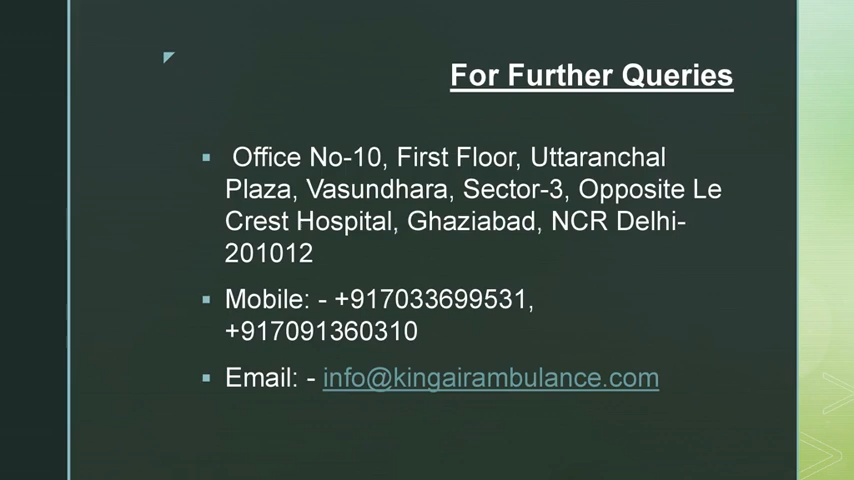 For Further Queries
Office No-10, First Floor, Uttaranchal
Plaza, Vasundhara, Sector-3, Opposite Le
Crest Hospital, Ghaziabad, NCR Delhi-
201012
Mobile: - +917033699531,
+917091360310
Email: - info@kingairambulance.com